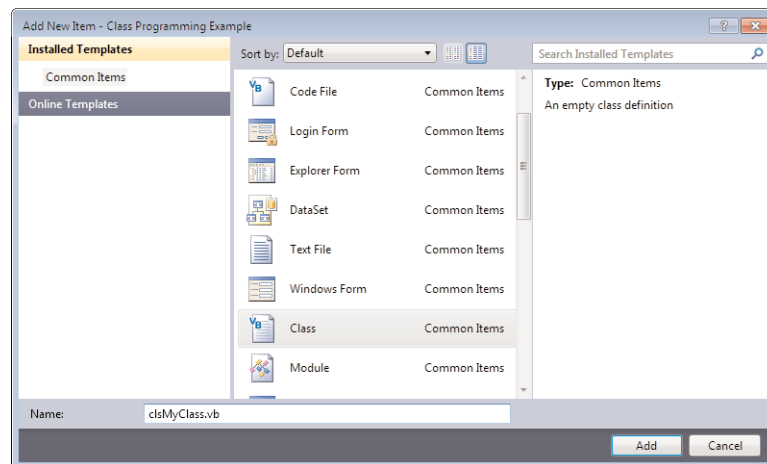 Add New Item - Class Programming Example
Installed Templates
Common Items
Online Templates
Sort by: Default
Search Installed Templates
VB Code File Common Items
Login Form Common Items
Explorer Form Common Items
DataSet Common Items
Text File Common Items
Windows Form Common Items
VB Class Common Items
Module Common Items
Type: Common Items
An empty class definition
Name: clsMyClass.vb
Add Cancel